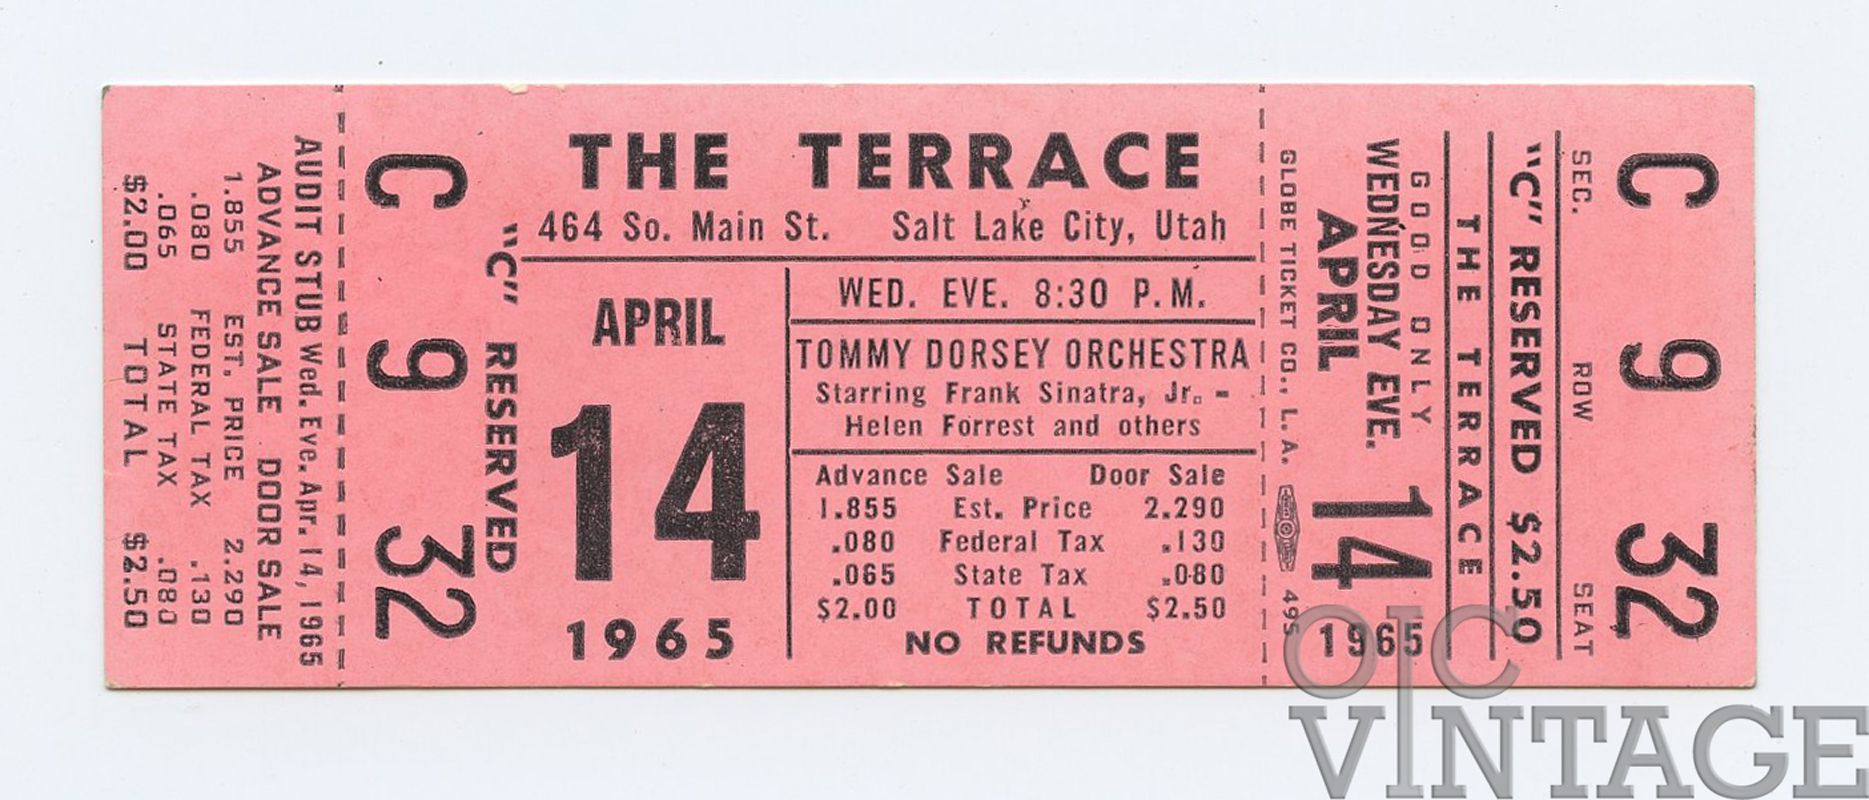 AUDIT STUB Wed. Eve. Apr. 14, 1965
ADVANCE SALE DOOR SALE
1.855 EST. PRICE 2.290
.080 FEDERAL TAX .130
.065 STATE TAX .080
$2.00 TOTAL $2.50
"C" RESERVED
C 9 32
THE TERRACE
464 So. Main St. Salt Lake City, Utah
APRIL
14
1965
WED. EVE. 8:30 P.M.
TOMMY DORSEY ORCHESTRA
Starring Frank Sinatra, Jr. -
Helen Forrest and others
Advance Sale Door Sale
1.855 Est. Price 2.290
.080 Federal Tax .130
.065 State Tax .080
$2.00 TOTAL $2.50
NO REFUNDS
C 9 32
SEC. ROW SEAT
"C" RESERVED $2.50
THE TERRACE
GOOD ONLY
WEDNESDAY EVE.
APRIL 14
1965
GLOBE TICKET CO., L. A. 495
OIC
VINTAGE